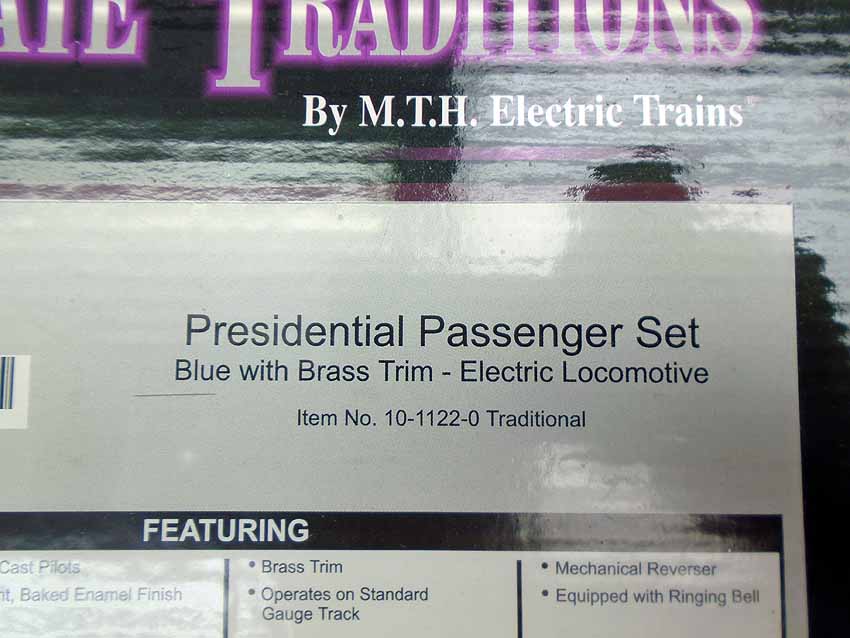 TRADITIONS
By M.T.H. Electric Trains
Presidential Passenger Set
Blue with Brass Trim - Electric Locomotive
Item No. 10-1122-0 Traditional
FEATURING
Cast Pilots
Baked Enamel Finish
• Brass Trim
• Operates on Standard
Gauge Track
• Mechanical Reverser
• Equipped with Ringing Bell